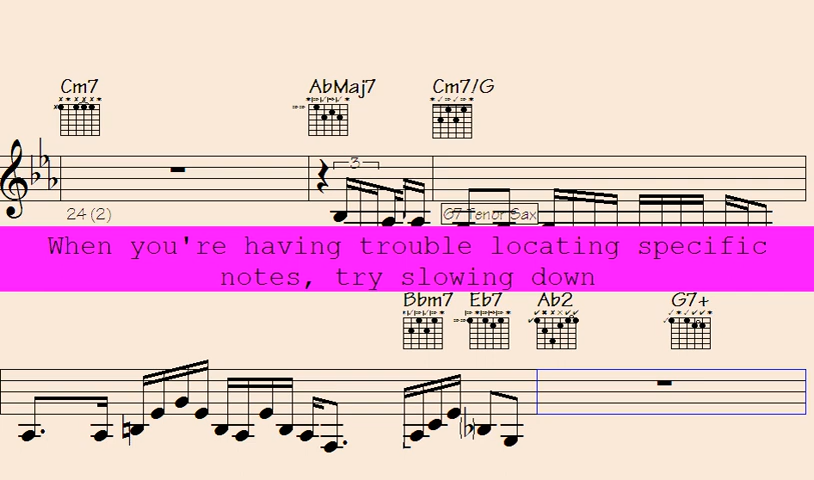 Cm7 AbMaj7 Cm7/G
3
24 (2) 67 Tenor Sax
When you're having trouble locating specific
notes, try slowing down
Bbm7 Eb7 Ab2 G7+